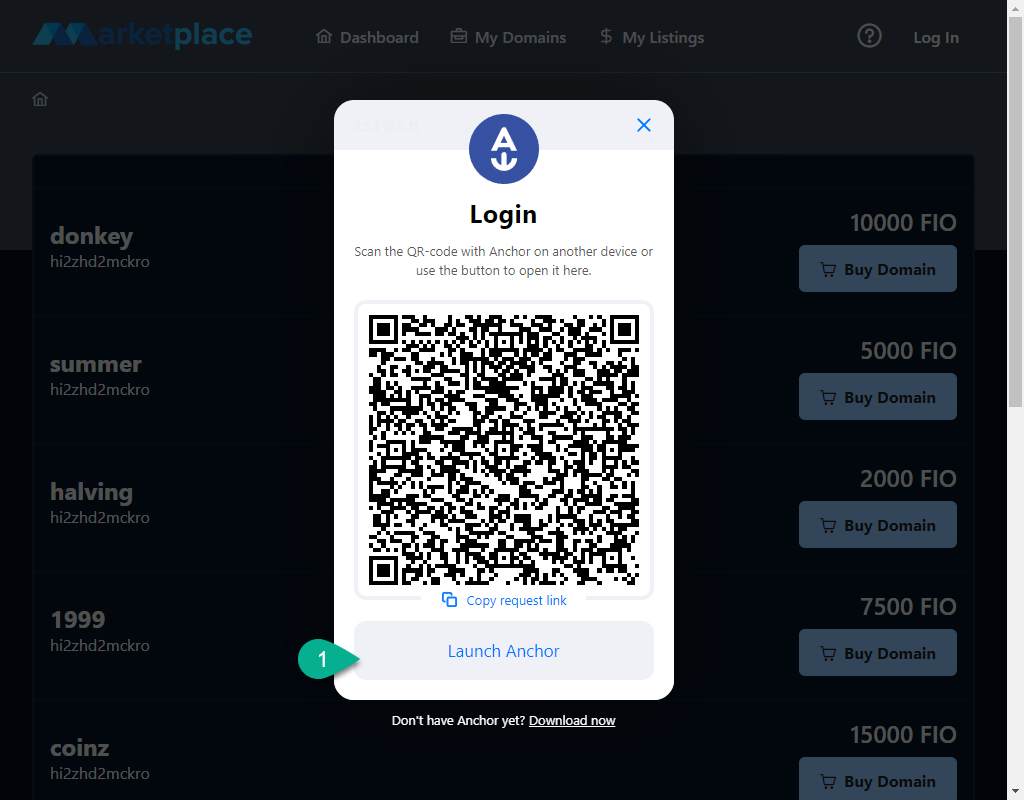 Marketplace
Dashboard
My Domains
My Listings
?
Log In
Login
Scan the QR-code with Anchor on another device or
use the button to open it here.
Copy request link
1
Launch Anchor
Don't have Anchor yet? Download now
donkey
hi2zhd2mckro
10000 FIO
Buy Domain
summer
hi2zhd2mckro
5000 FIO
Buy Domain
halving
hi2zhd2mckro
2000 FIO
Buy Domain
1999
hi2zhd2mckro
7500 FIO
Buy Domain
coinz
hi2zhd2mckro
15000 FIO
Buy Domain